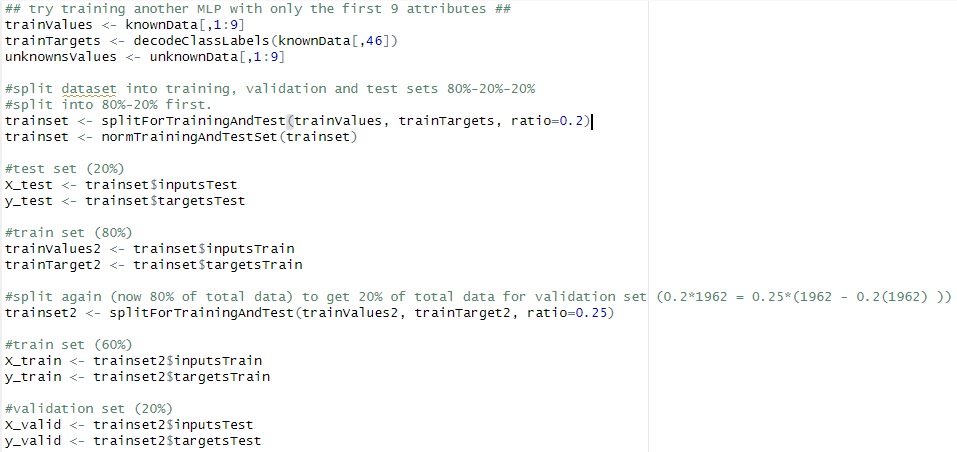 ## try training another MLP with only the first 9 attributes ##
trainValues <- knownData[,1:9]
trainTargets <- decodeClassLabels(knownData[,46])
unknownsValues <- unknownData[,1:9]
#split dataset into training, validation and test sets 80%-20%-20%
#split into 80%-20% first.
trainset <- splitForTrainingAndTest(trainValues, trainTargets, ratio=0.2)
trainset <- normTrainingAndTestSet(trainset)
#test set (20%)
X_test <- trainset$inputsTest
y_test <- trainset$targetsTest
#train set (80%)
trainValues2 <- trainset$inputsTrain
trainTarget2 <- trainset$targetsTrain
#split again (now 80% of total data) to get 20% of total data for validation set (0.2*1962 = 0.25*(1962 - 0.2(1962) ))
trainset2 <- splitForTrainingAndTest(trainValues2, trainTarget2, ratio=0.25)
#train set (60%)
X_train <- trainset2$inputsTrain
y_train <- trainset2$targetsTrain
#validation set (20%)
X_valid <- trainset2$inputsTest
y_valid <- trainset2$targetsTest